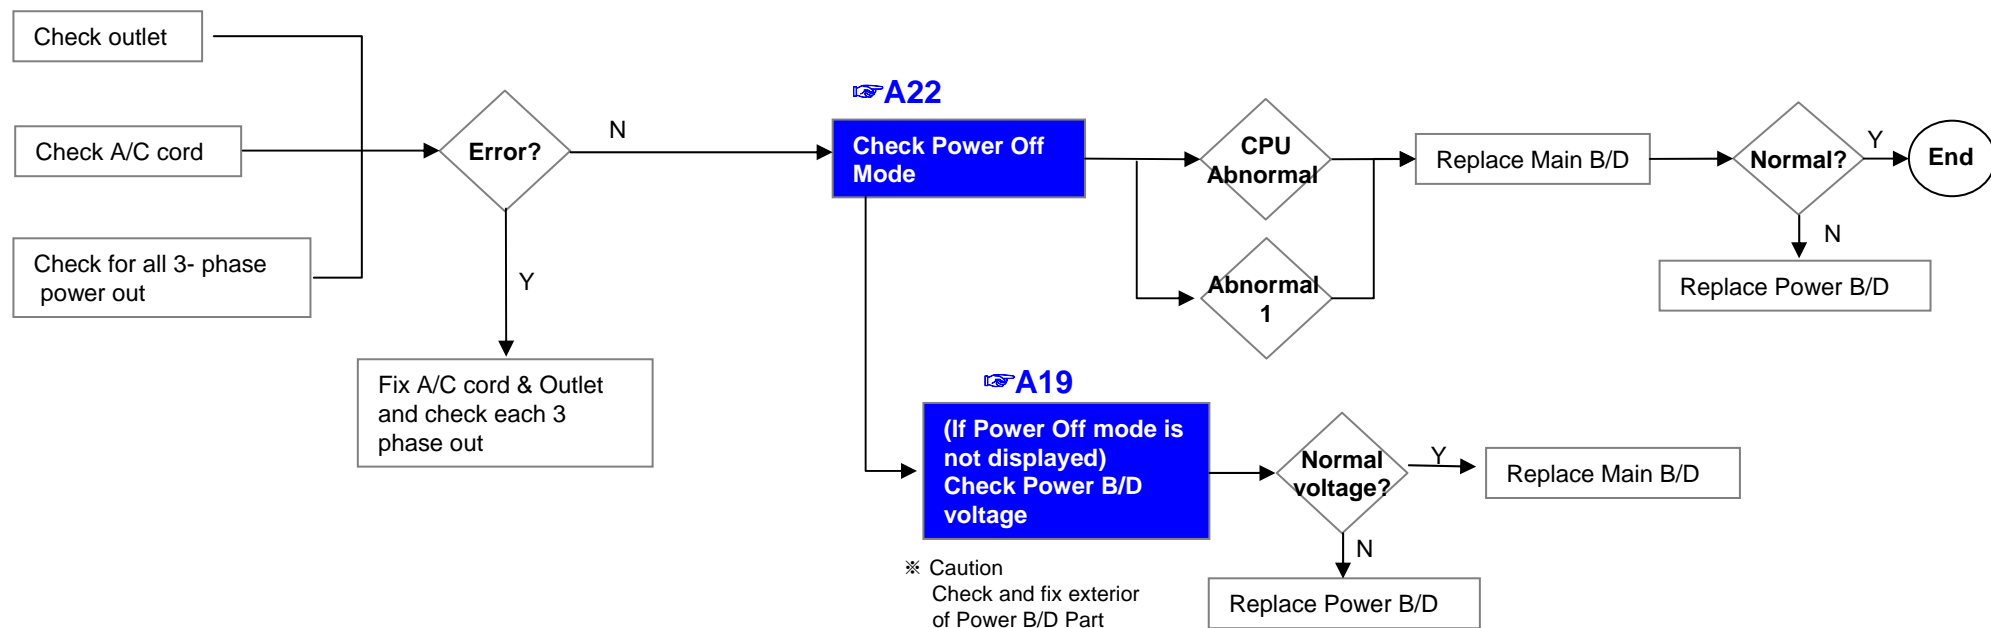 Check outlet
Check A/C cord
Check for all 3- phase
power out
Error?
N
Y
Fix A/C cord & Outlet
and check each 3
phase out
☞A22
Check Power Off
Mode
CPU
Abnormal
Abnormal
1
Replace Main B/D
Normal?
Y
End
N
Replace Power B/D
☞A19
(If Power Off mode is
not displayed)
Check Power B/D
voltage
Normal
voltage?
Y
Replace Main B/D
N
Replace Power B/D
※ Caution
Check and fix exterior
of Power B/D Part